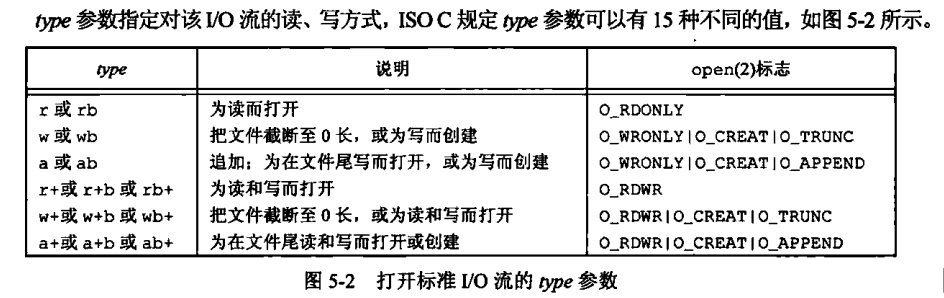 type 参数指定对该 I/O 流的读、写方式，ISO C 规定 type 参数可以有 15 种不同的值，如图 5-2 所示。
type 说明 open(2)标志
r 或 rb 为读而打开 O_RDONLY
w 或 wb 把文件截断至 0 长，或为写而创建 O_WRONLY|O_CREAT|O_TRUNC
a 或 ab 追加；为在文件尾写而打开，或为写而创建 O_WRONLY|O_CREAT|O_APPEND
r+或 r+b 或 rb+ 为读和写而打开 O_RDWR
w+或 w+b 或 wb+ 把文件截断至 0 长，或为读和写而打开 O_RDWR|O_CREAT|O_TRUNC
a+或 a+b 或 ab+ 为在文件尾读和写而打开或创建 O_RDWR|O_CREAT|O_APPEND
图 5-2 打开标准 I/O 流的 type 参数